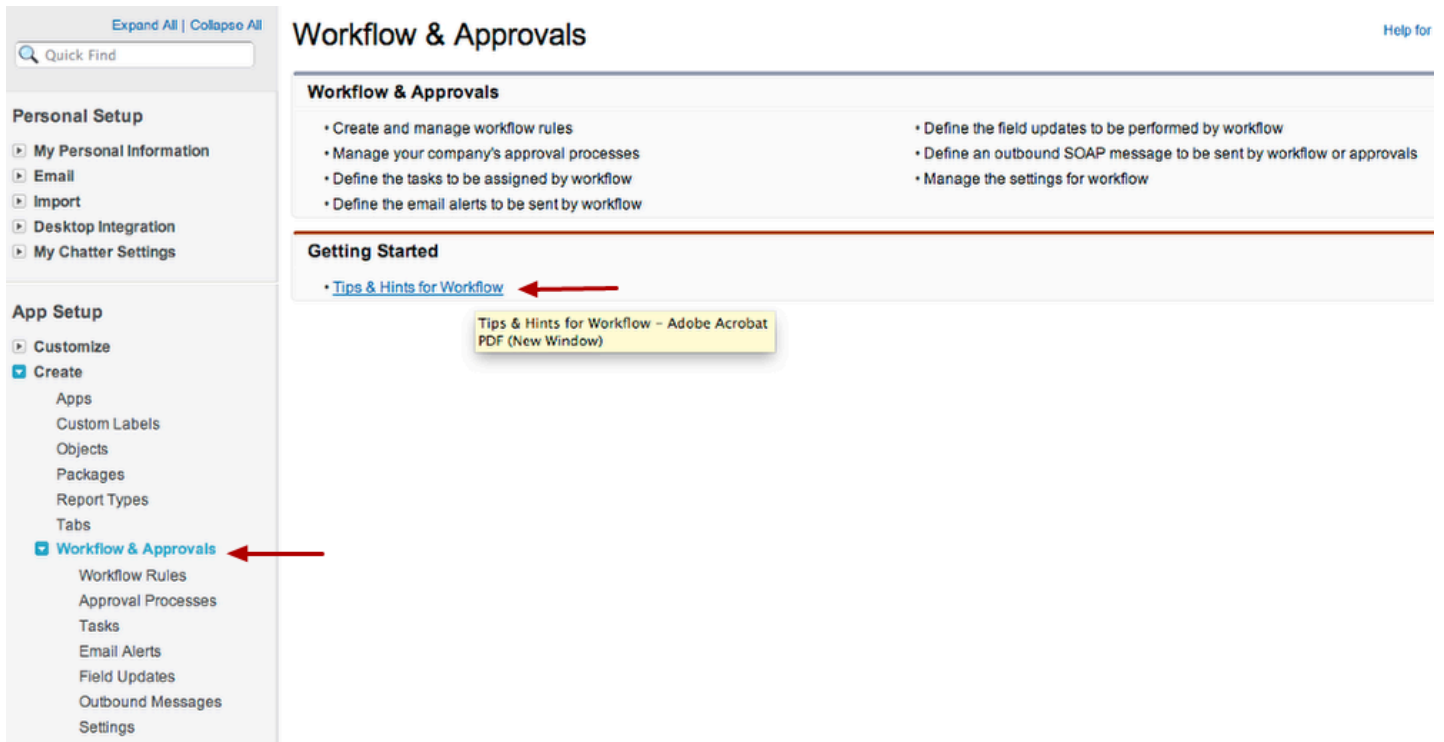 Expand All | Collapse All
Quick Find
Personal Setup
My Personal Information
Email
Import
Desktop Integration
My Chatter Settings
App Setup
Customize
Create
Apps
Custom Labels
Objects
Packages
Report Types
Tabs
Workflow & Approvals
Workflow Rules
Approval Processes
Tasks
Email Alerts
Field Updates
Outbound Messages
Settings
Workflow & Approvals
Help for
Workflow & Approvals
• Create and manage workflow rules
• Manage your company's approval processes
• Define the tasks to be assigned by workflow
• Define the email alerts to be sent by workflow
• Define the field updates to be performed by workflow
• Define an outbound SOAP message to be sent by workflow or approvals
• Manage the settings for workflow
Getting Started
• Tips & Hints for Workflow
Tips & Hints for Workflow – Adobe Acrobat
PDF (New Window)